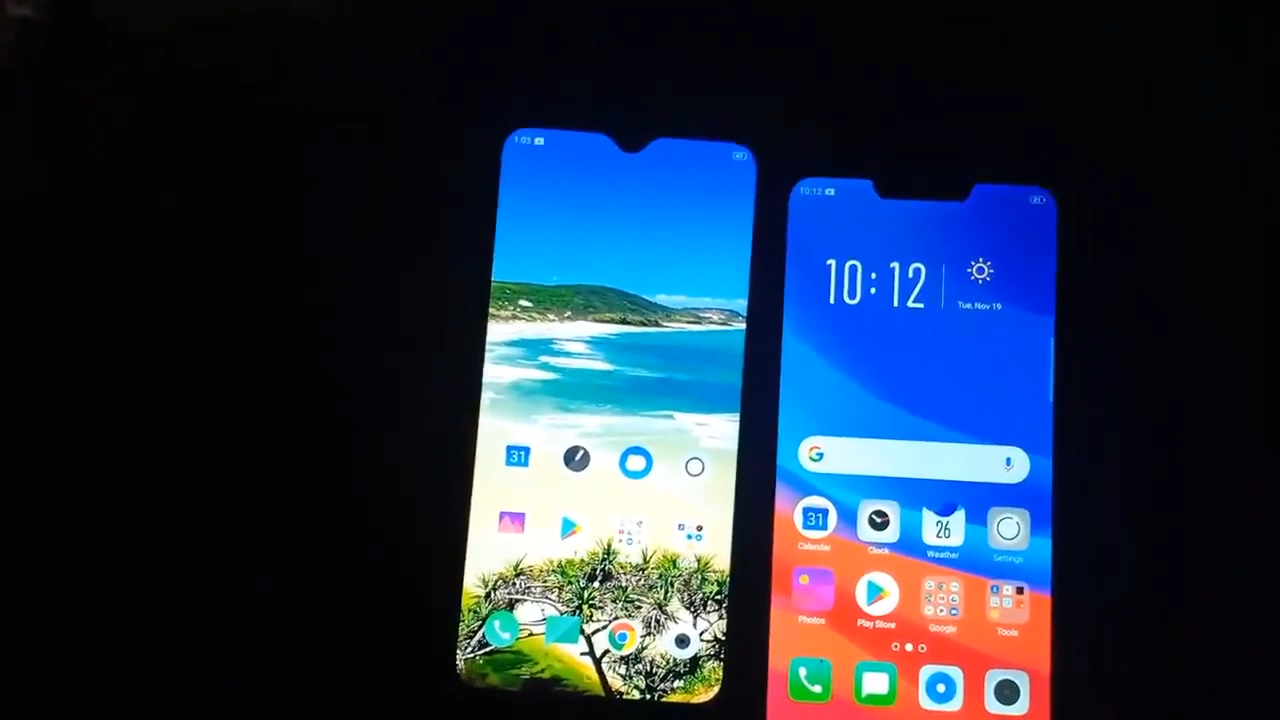 1:03
31
10:12
21
10:12
Tue, Nov 19
G
31
26
Calendar
Clock
Weather
Settings
Photos
Play Store
Google
Tools